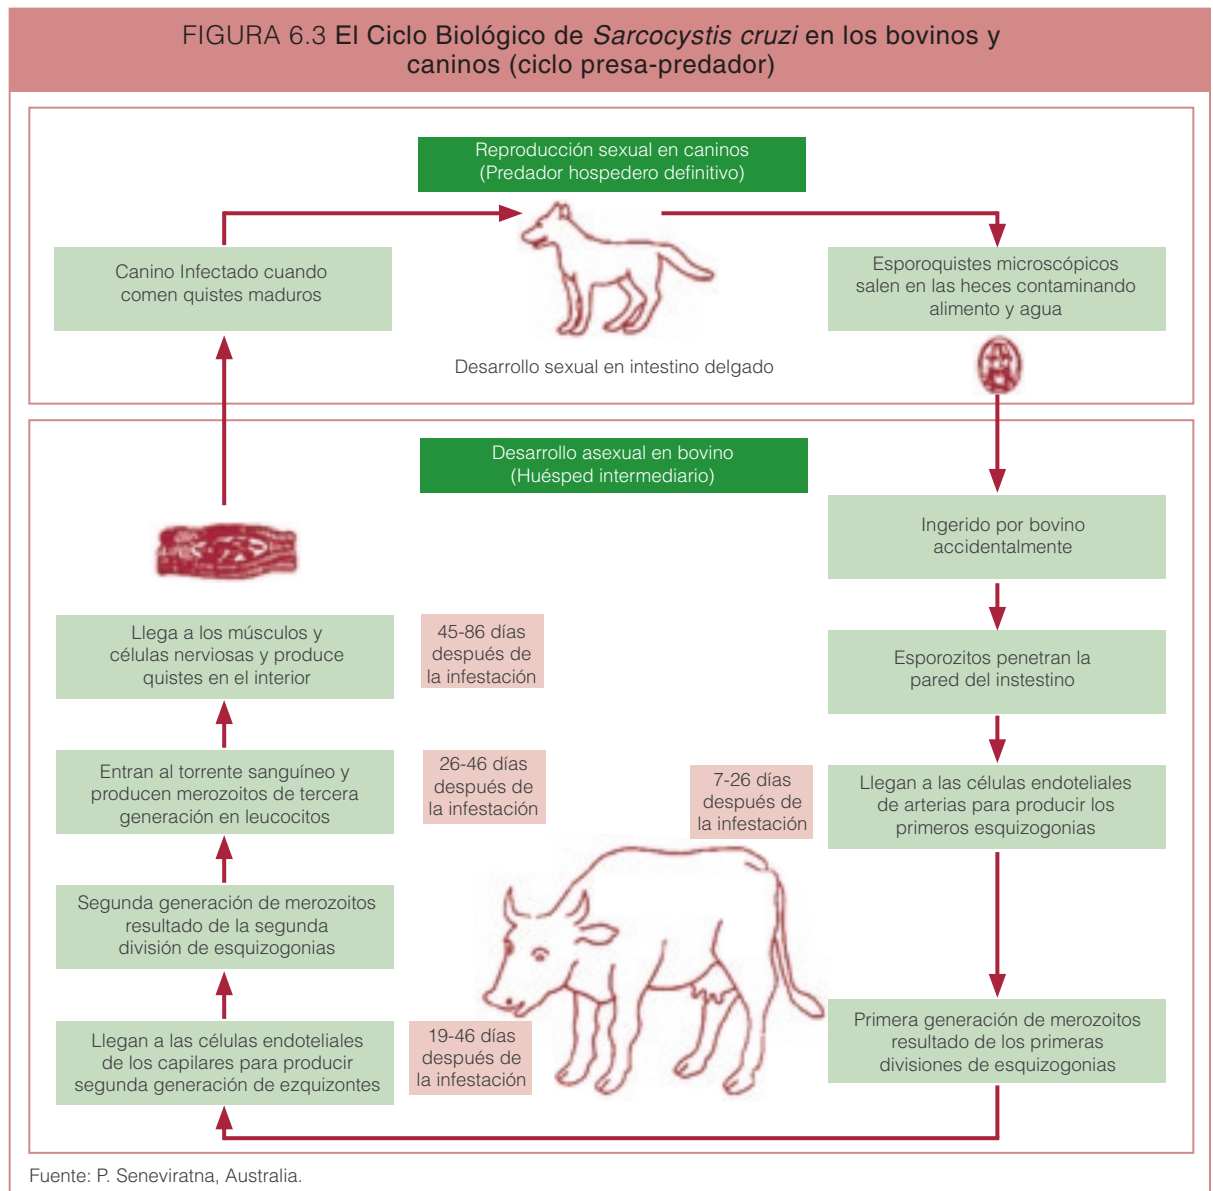 FIGURA 6.3 El Ciclo Biológico de Sarcocystis cruzi en los bovinos y
caninos (ciclo presa-predador)
Reproducción sexual en caninos
(Predador hospedero definitivo)
Canino Infectado cuando
comen quistes maduros
Esporoquistes microscópicos
salen en las heces contaminando
alimento y agua
Desarrollo sexual en intestino delgado
Desarrollo asexual en bovino
(Huésped intermediario)
Ingerido por bovino
accidentalmente
Llega a los músculos y
células nerviosas y produce
quistes en el interior
45-86 días
después de
la infestación
Esporozitos penetran la
pared del instestino
Entran al torrente sanguíneo y
producen merozoitos de tercera
generación en leucocitos
26-46 días
después de
la infestación
7-26 días
después de
la infestación
Llegan a las células endoteliales
de arterias para producir los
primeros esquizogonias
Segunda generación de merozoitos
resultado de la segunda
división de esquizogonias
Llegan a las células endoteliales
de los capilares para producir
segunda generación de ezquizontes
19-46 días
después de
la infestación
Primera generación de merozoitos
resultado de los primeras
divisiones de esquizogonias
Fuente: P. Seneviratna, Australia.